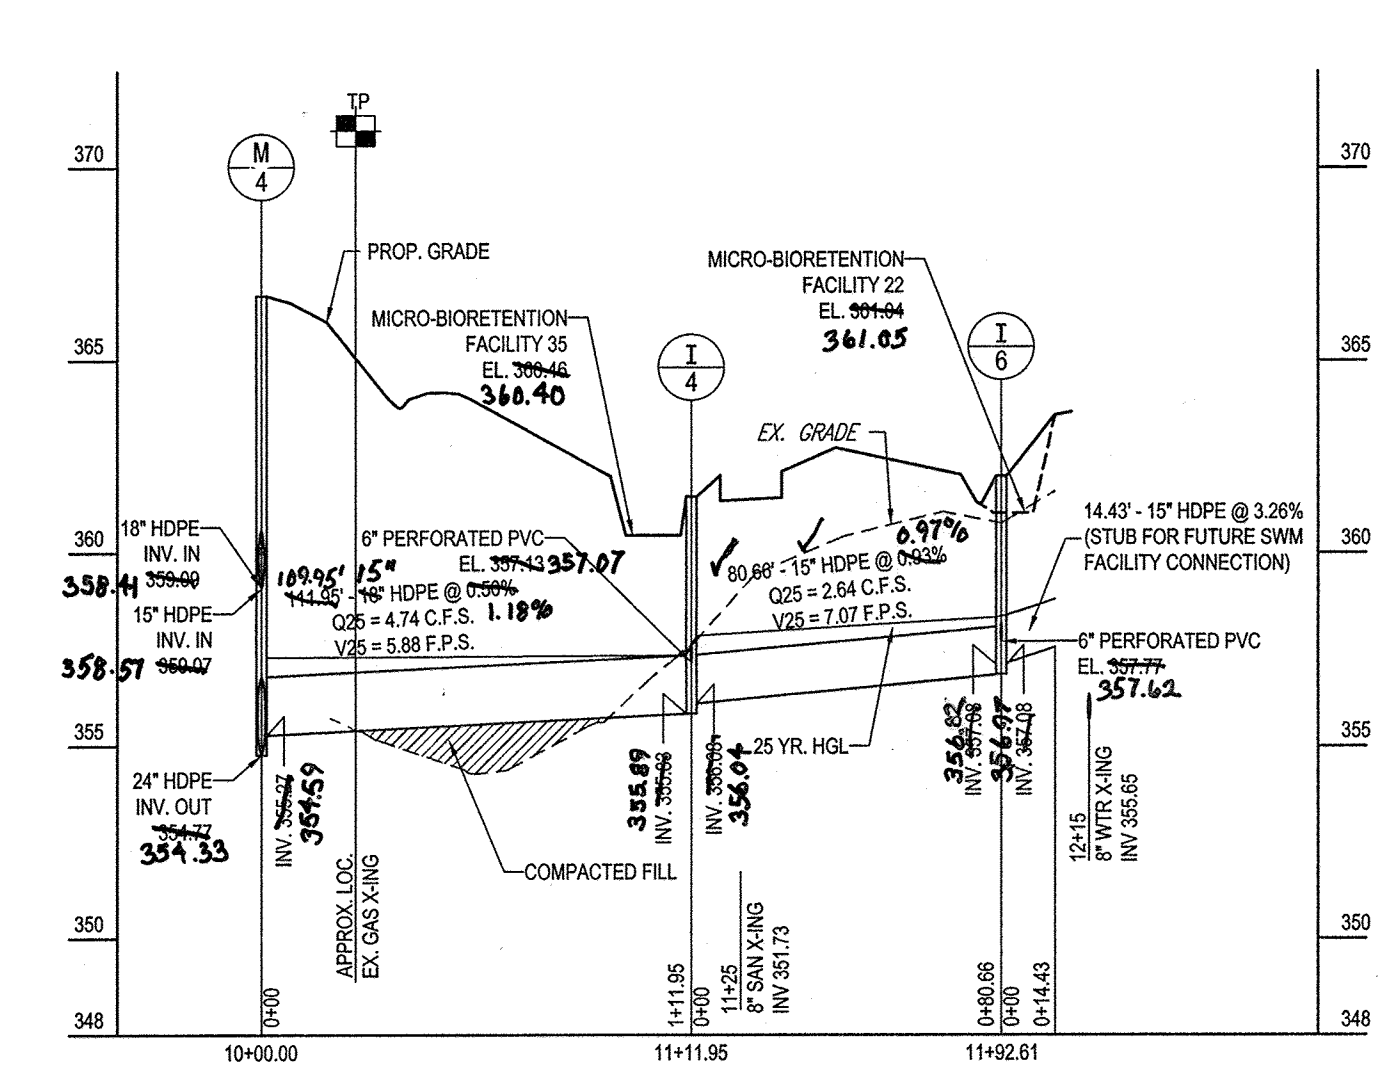 TP
M
4
370
370
PROP. GRADE
MICRO-BIORETENTION
FACILITY 22
EL. 361.04
361.05
MICRO-BIORETENTION
FACILITY 35
EL. 360.46
360.40
I
4
I
6
365
365
EX. GRADE
18" HDPE
INV. IN
359.00
358.41
15" HDPE
INV. IN
359.07
358.57
360
360
6" PERFORATED PVC
EL. 357.13 357.07
109.95' 15"
111.95' - 18" HDPE @ 0.50%
1.18%
Q25 = 4.74 C.F.S.
V25 = 5.88 F.P.S.
0.97%
80.66' - 15" HDPE @ 0.93%
Q25 = 2.64 C.F.S.
V25 = 7.07 F.P.S.
14.43' - 15" HDPE @ 3.26%
(STUB FOR FUTURE SWM
FACILITY CONNECTION)
6" PERFORATED PVC
EL. 357.77
357.62
355
355
24" HDPE
INV. OUT
354.77
354.33
INV. 355.27
354.59
355.89
INV.
INV.
356.04
25 YR. HGL
356.82
INV. 357.08
356.97
INV. 357.08
12+15
8" WTR X-ING
INV 355.65
COMPACTED FILL
APPROX. LOC.
EX. GAS X-ING
11+25
8" SAN X-ING
INV 351.73
350
350
0+00
1+11.95
0+00
0+80.66
0+00
0+14.43
348
348
10+00.00
11+11.95
11+92.61